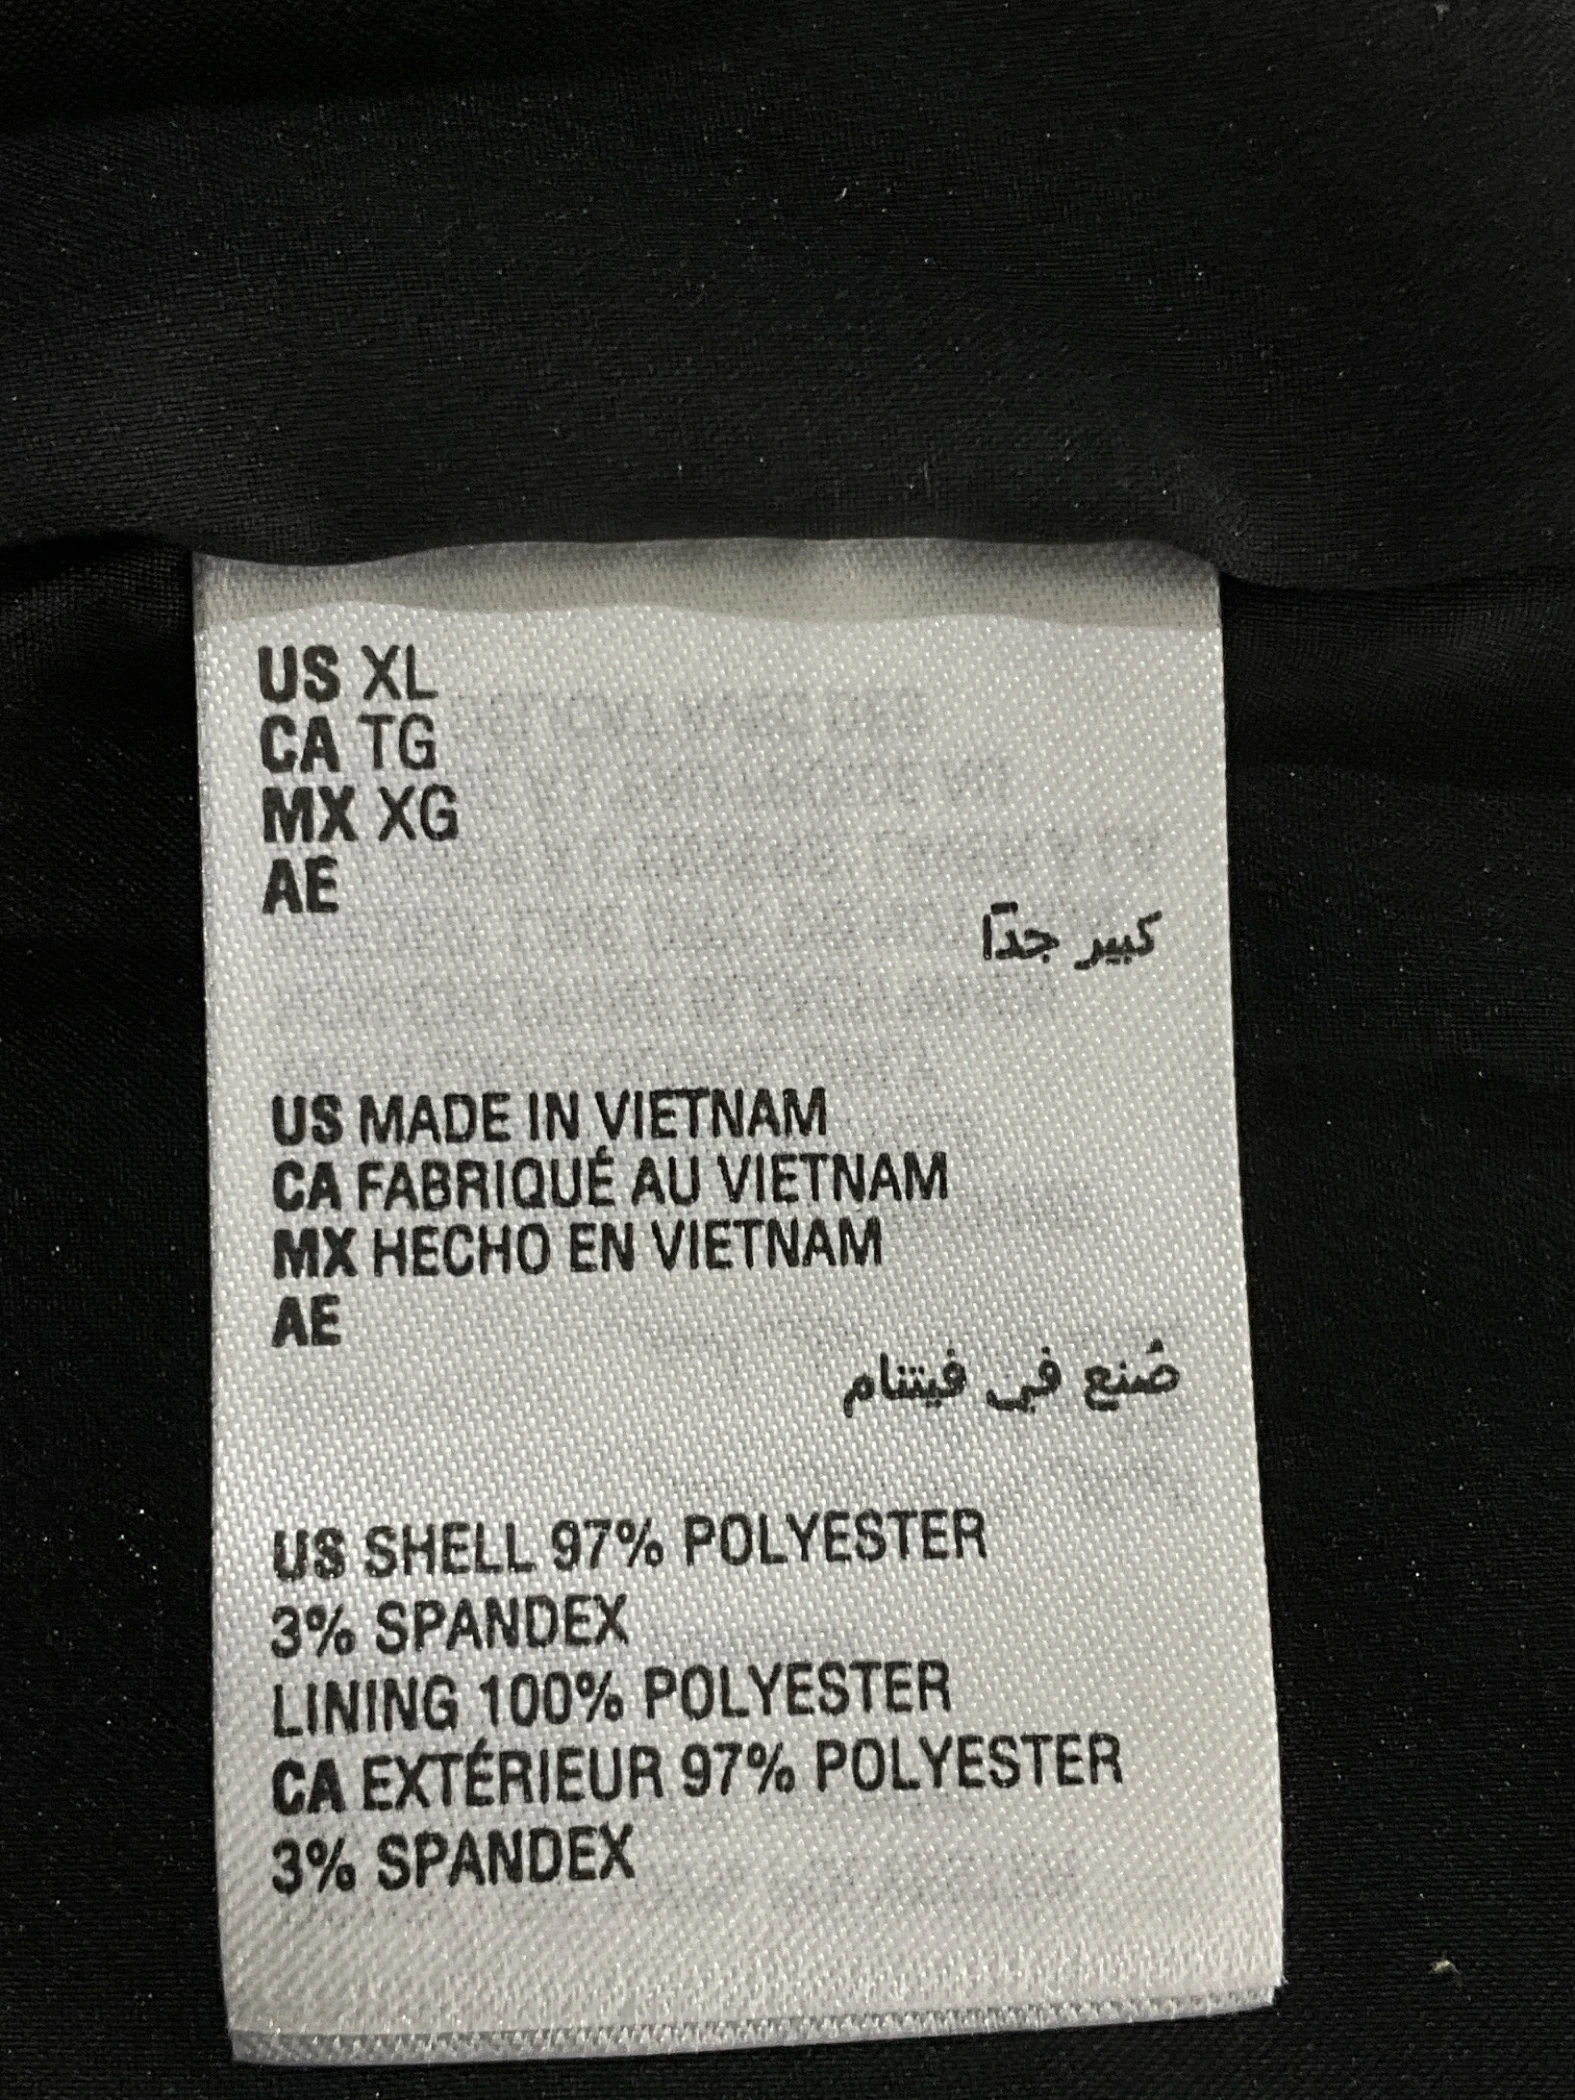 US XL
CA TG
MX XG
AE
كبير جدًا
US MADE IN VIETNAM
CA FABRIQUÉ AU VIETNAM
MX HECHO EN VIETNAM
AE
صُنع في فيتنام
US SHELL 97% POLYESTER
3% SPANDEX
LINING 100% POLYESTER
CA EXTÉRIEUR 97% POLYESTER
3% SPANDEX